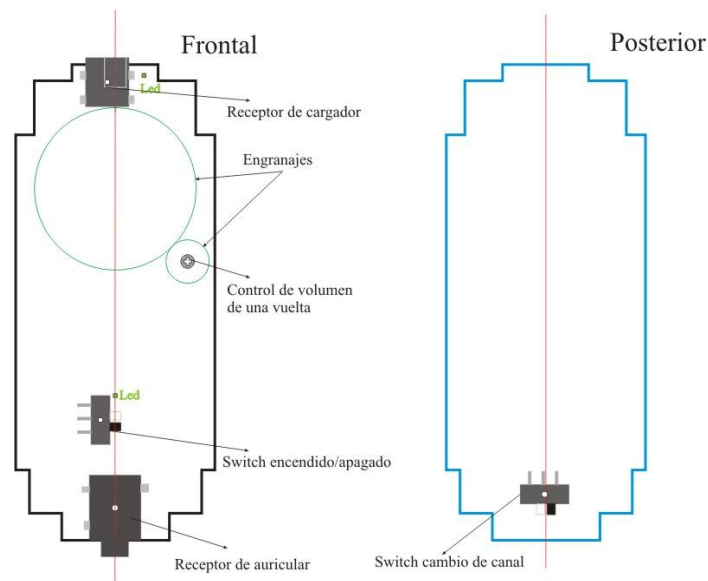 Frontal
Posterior
Led
Receptor de cargador
Engranajes
Control de volumen
de una vuelta
Led
Switch encendido/apagado
Receptor de auricular
Switch cambio de canal